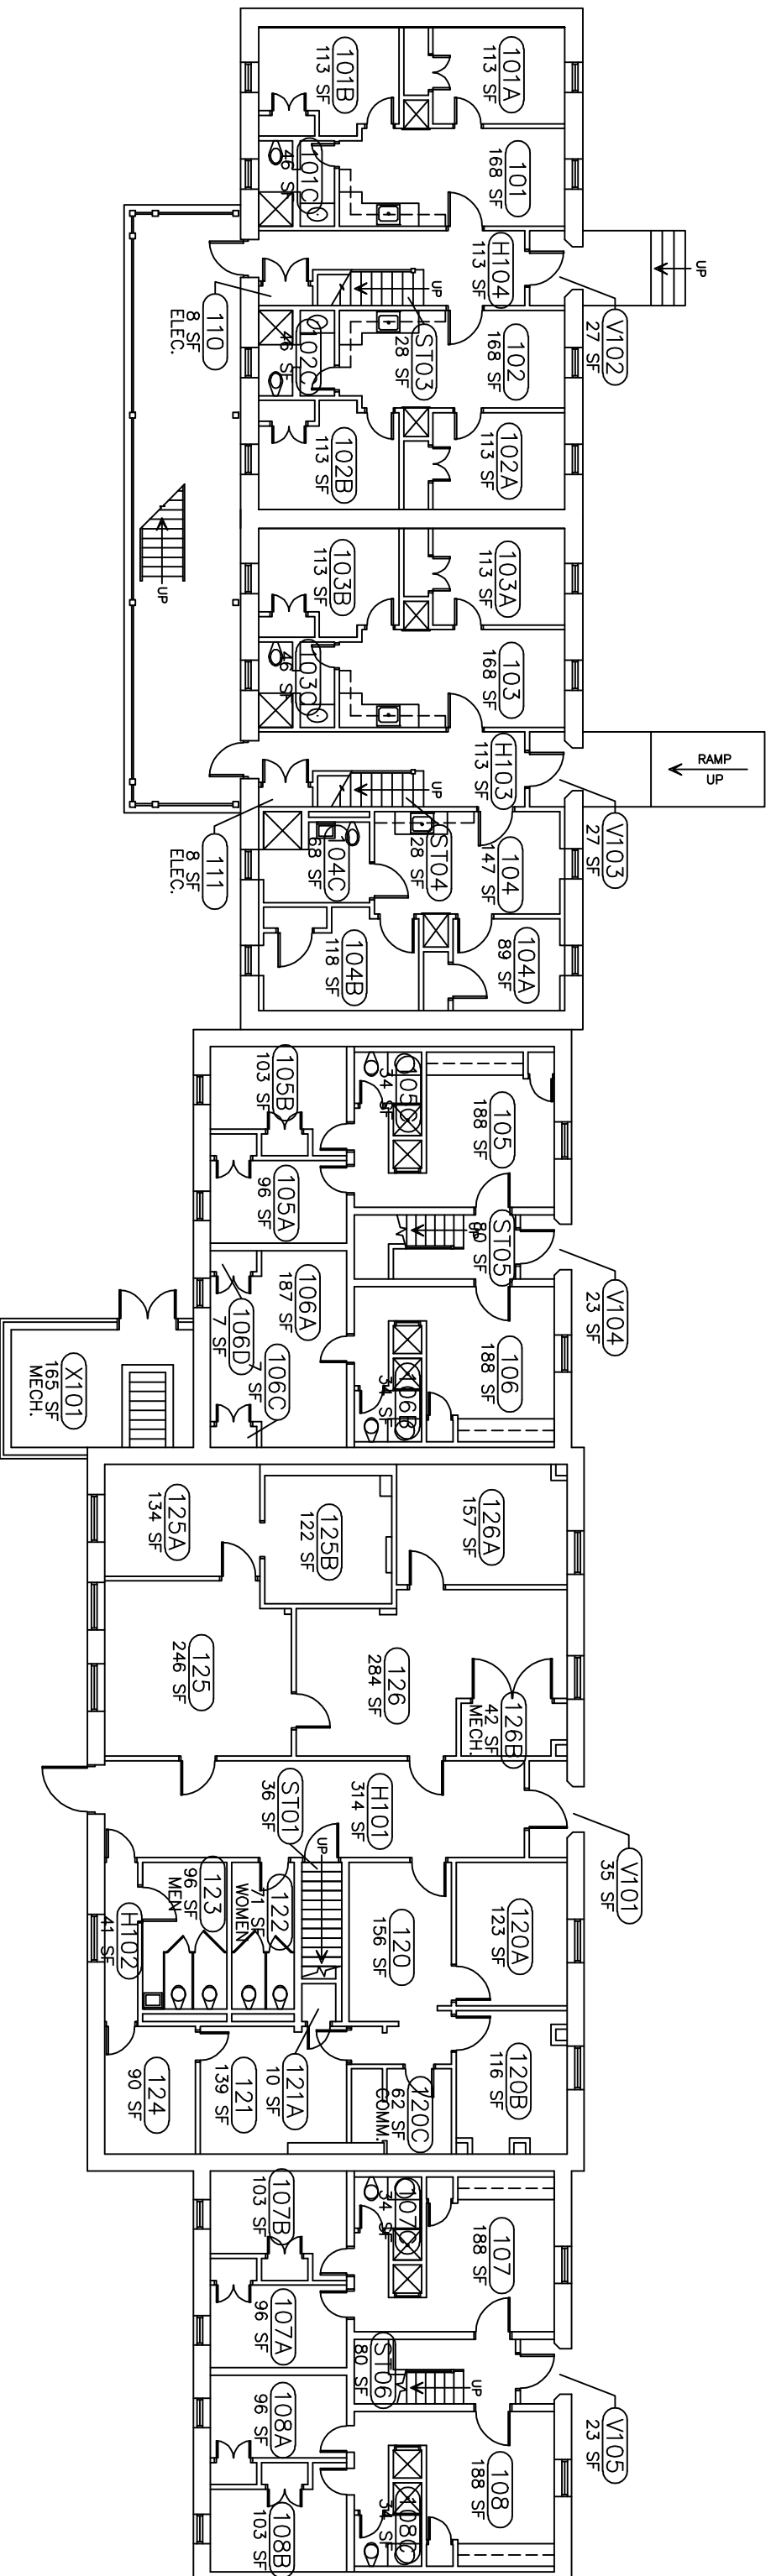 101B
113 SF
101A
113 SF
101
168 SF
101C
46 SF
UP
H104
113 SF
V102
27 SF
UP
110
8 SF
ELEC.
ST03
28 SF
102
168 SF
102C
46 SF
102B
113 SF
102A
113 SF
UP
103B
113 SF
103A
113 SF
103
168 SF
103C
46 SF
H103
113 SF
RAMP
UP
UP
V103
27 SF
111
8 SF
ELEC.
ST04
28 SF
104
147 SF
104C
68 SF
104B
118 SF
104A
89 SF
105B
103 SF
105C
34 SF
105
188 SF
105A
96 SF
UP
ST05
80 SF
V104
23 SF
106A
187 SF
106D
7 SF
106C
7 SF
106
188 SF
106B
34 SF
X101
165 SF
MECH.
125A
134 SF
125B
122 SF
126A
157 SF
125
246 SF
126
284 SF
126B
42 SF
MECH.
ST01
36 SF
H101
314 SF
UP
V101
35 SF
123
96 SF
MEN
122
71 SF
WOMEN
H102
41 SF
120
156 SF
120A
123 SF
124
90 SF
121
139 SF
121A
10 SF
120C
62 SF
COMM.
120B
116 SF
107B
103 SF
34 SF
107
188 SF
107A
96 SF
ST06
80 SF
UP
V105
23 SF
108A
96 SF
108
188 SF
108C
34 SF
108B
103 SF